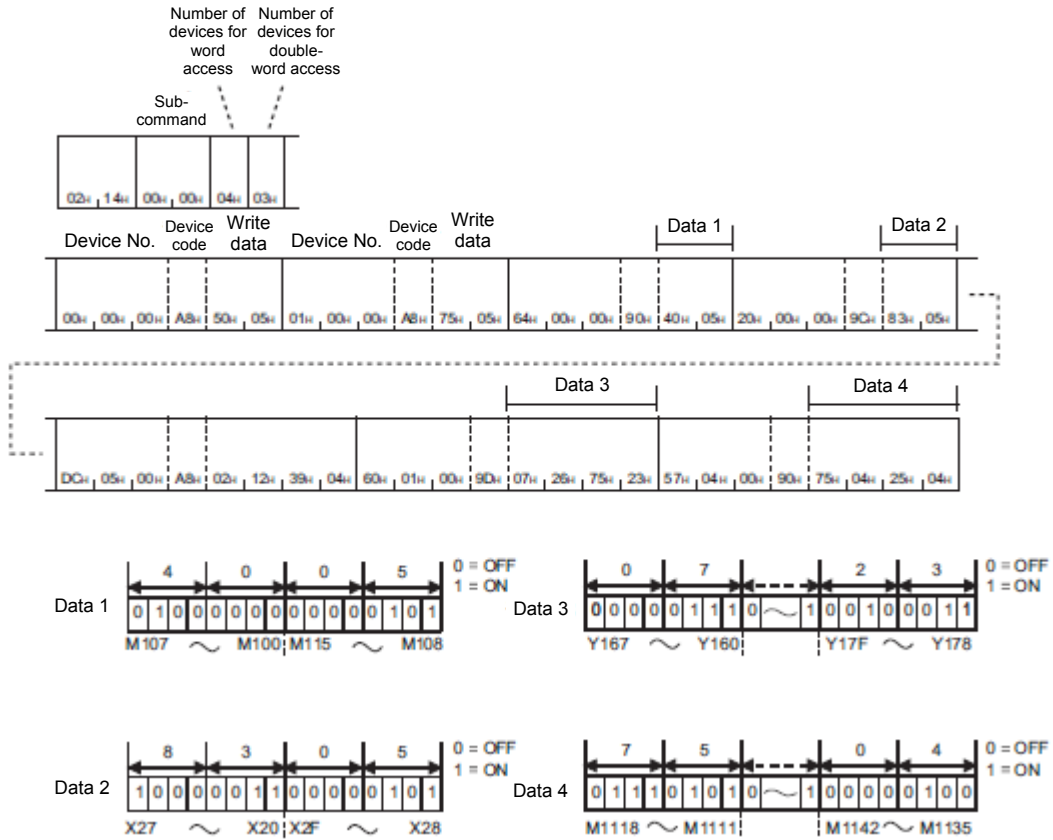 Number of devices for word access
Number of devices for double-word access
Sub-command
02H 14H 00H 00H 04H 03H
Device No. Device code Write data Device No. Device code Write data Data 1 Data 2
00H 00H 00H A8H 50H 05H 01H 00H 00H A8H 75H 05H 64H 00H 00H 90H 40H 05H 20H 00H 00H 9CH 83H 05H
Data 3 Data 4
DCH 05H 00H A8H 02H 12H 39H 04H 60H 01H 00H 9DH 07H 26H 75H 23H 57H 04H 00H 90H 75H 04H 25H 04H
4 0 0 5 0 = OFF
1 = ON
Data 1 0 1 0 0 0 0 0 0 0 0 0 0 0 1 0 1
M107 ~ M100 M115 ~ M108
0 7 2 3 0 = OFF
1 = ON
Data 3 0 0 0 0 0 1 1 1 0 ~ 1 0 0 1 0 0 0 1 1
Y167 ~ Y160 Y17F ~ Y178
8 3 0 5 0 = OFF
1 = ON
Data 2 1 0 0 0 0 0 1 1 0 0 0 0 0 1 0 1
X27 ~ X20 X2F ~ X28
7 5 0 4 0 = OFF
1 = ON
Data 4 0 1 1 1 0 1 0 1 0 ~ 1 0 0 0 0 0 1 0 0
M1118 ~ M1111 M1142 ~ M1135